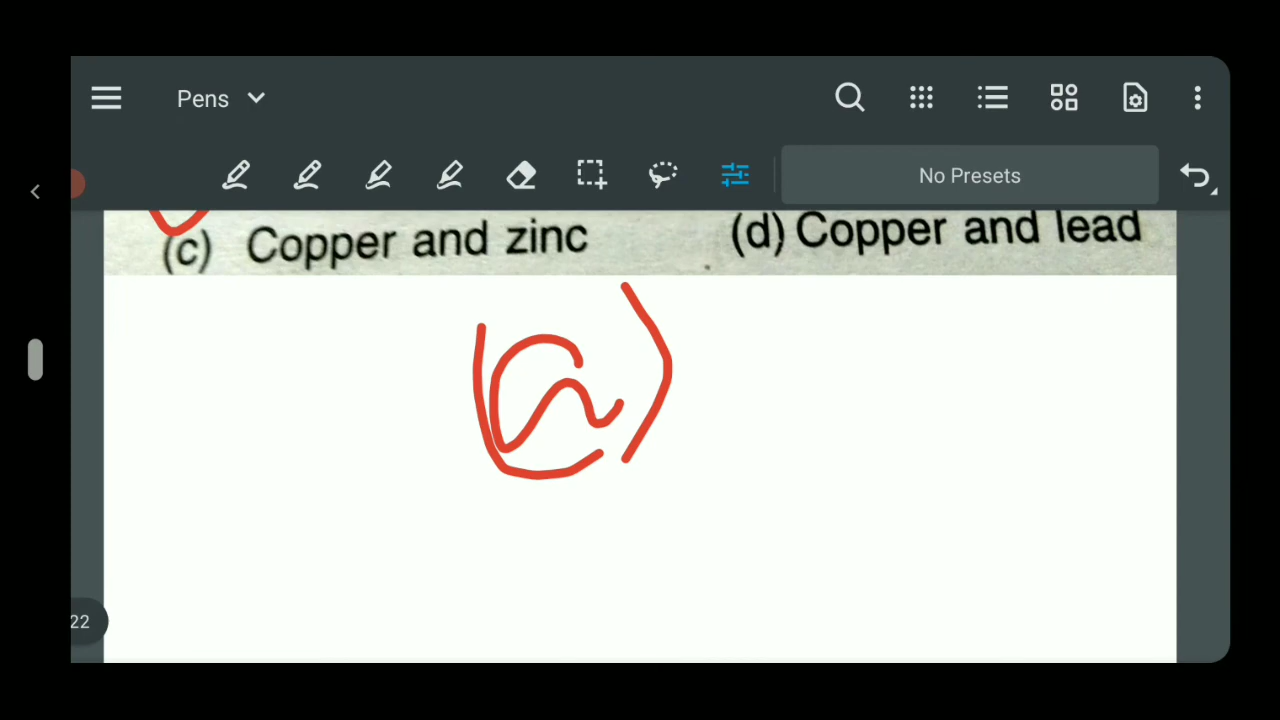 Pens
No Presets
(c) Copper and zinc (d) Copper and lead
(a)
22